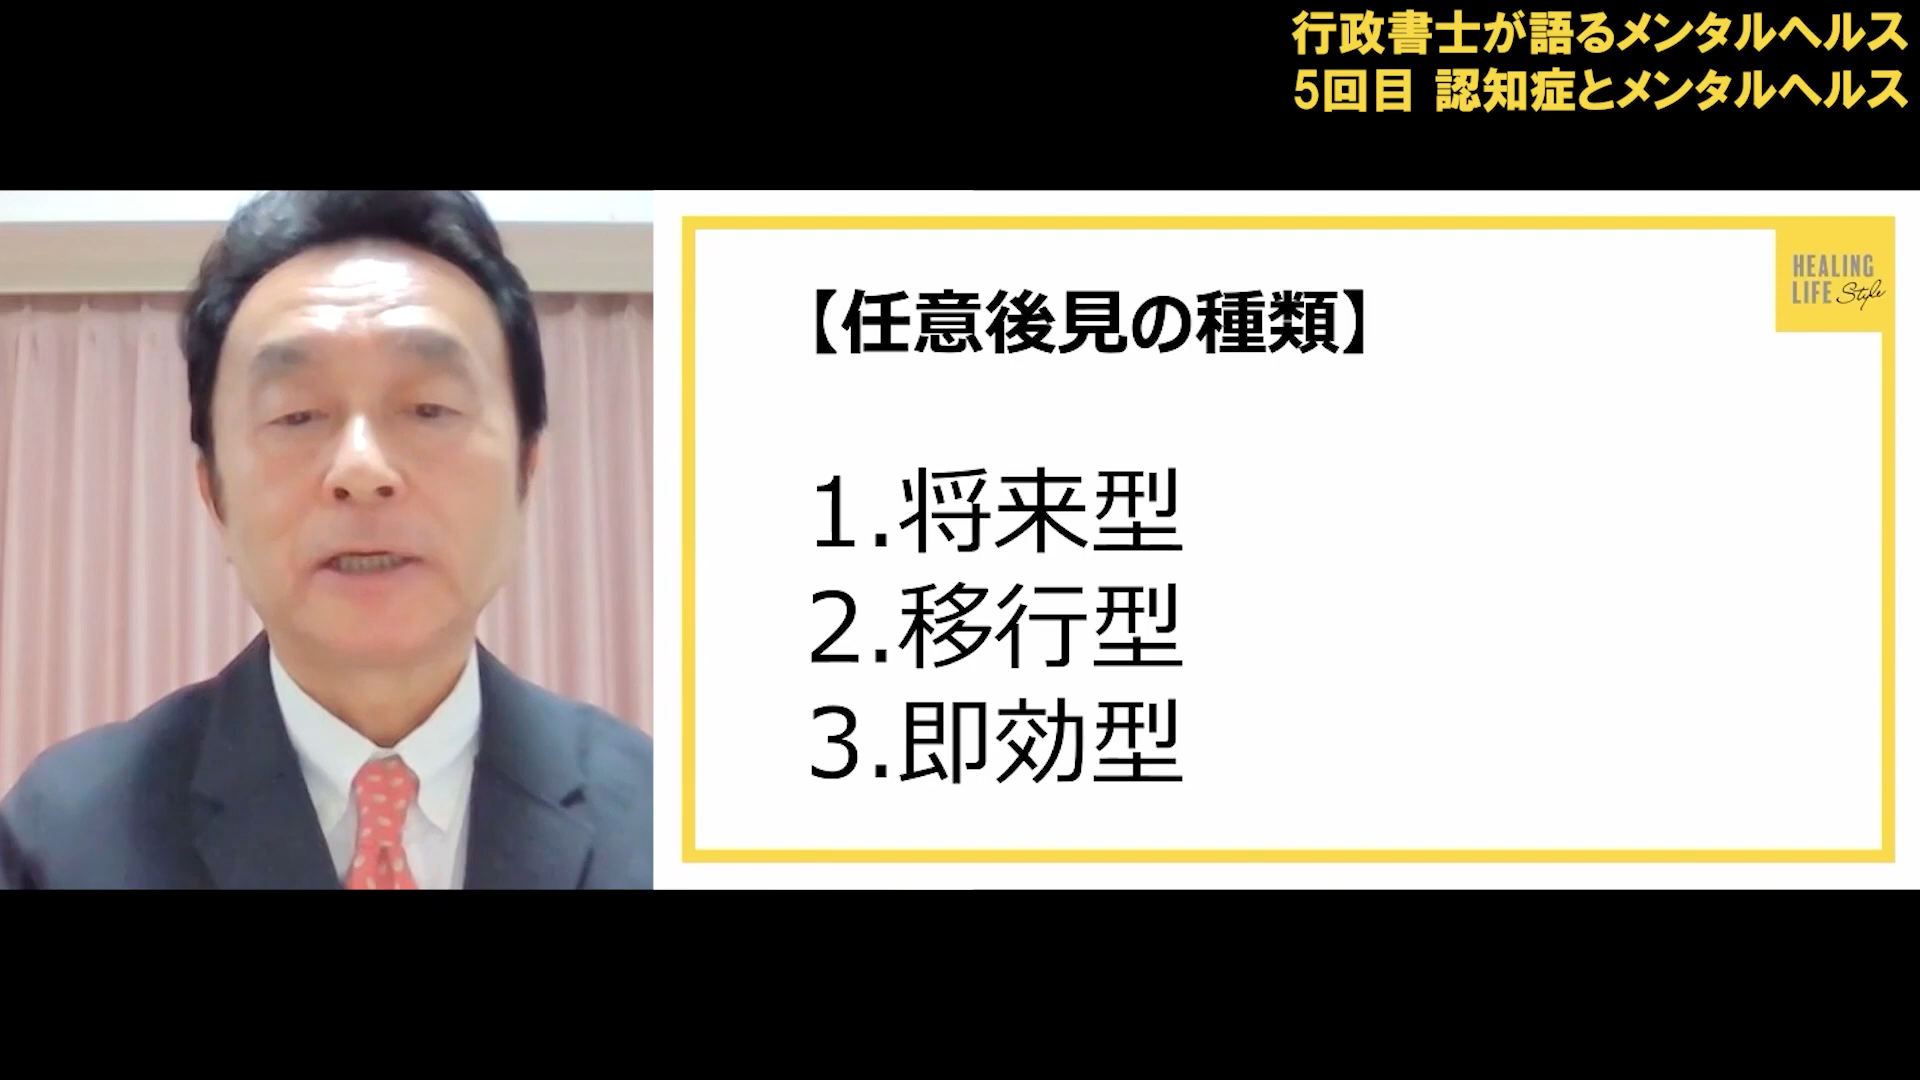 行政書士が語るメンタルヘルス
5回目 認知症とメンタルヘルス
HEALING
LIFE Style
【任意後見の種類】
1.将来型
2.移行型
3.即効型